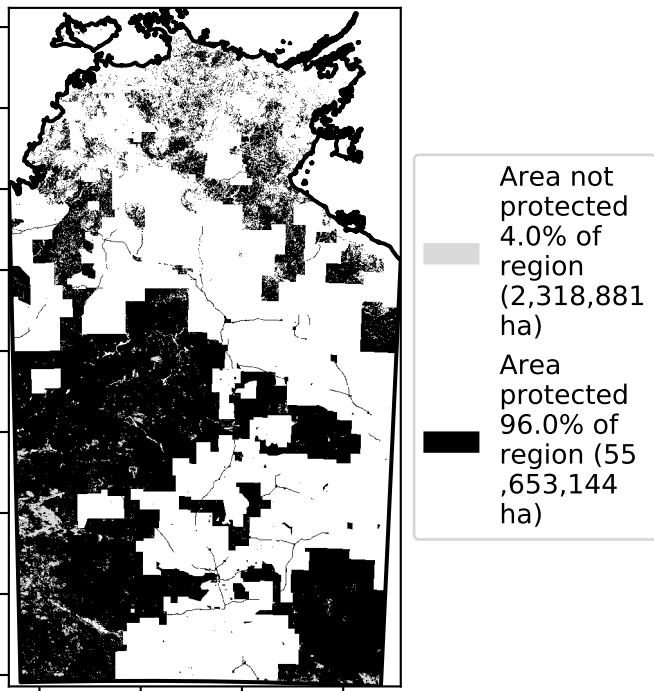 Area not
protected
4.0% of
region
(2,318,881
ha)
Area
protected
96.0% of
region (55
,653,144
ha)